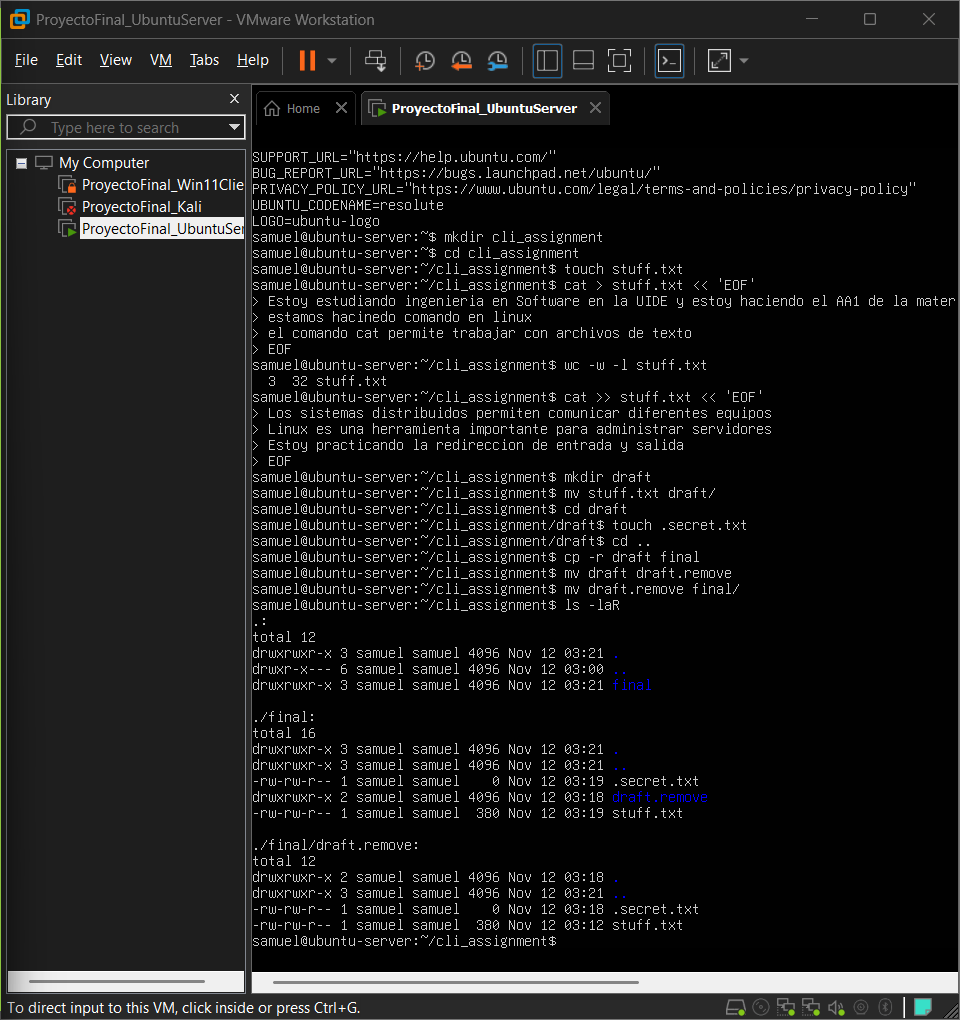 ProyectoFinal_UbuntuServer - VMware Workstation
File Edit View VM Tabs Help
Library
Type here to search
My Computer
ProyectoFinal_Win11Clie
ProyectoFinal_Kali
ProyectoFinal_UbuntuSer
Home
ProyectoFinal_UbuntuServer
SUPPORT_URL="https://help.ubuntu.com/"
BUG_REPORT_URL="https://bugs.launchpad.net/ubuntu/"
PRIVACY_POLICY_URL="https://www.ubuntu.com/legal/terms-and-policies/privacy-policy"
UBUNTU_CODENAME=resolute
LOGO=ubuntu-logo
samuel@ubuntu-server:~$ mkdir cli_assignment
samuel@ubuntu-server:~$ cd cli_assignment
samuel@ubuntu-server:~/cli_assignment$ touch stuff.txt
samuel@ubuntu-server:~/cli_assignment$ cat > stuff.txt << 'EOF'
> Estoy estudiando ingenieria en Software en la UIDE y estoy haciendo el AA1 de la mater
> estamos hacinedo comando en linux
> el comando cat permite trabajar con archivos de texto
> EOF
samuel@ubuntu-server:~/cli_assignment$ wc -w -l stuff.txt
3 32 stuff.txt
samuel@ubuntu-server:~/cli_assignment$ cat >> stuff.txt << 'EOF'
> Los sistemas distribuidos permiten comunicar diferentes equipos
> Linux es una herramienta importante para administrar servidores
> Estoy practicando la redireccion de entrada y salida
> EOF
samuel@ubuntu-server:~/cli_assignment$ mkdir draft
samuel@ubuntu-server:~/cli_assignment$ mv stuff.txt draft/
samuel@ubuntu-server:~/cli_assignment$ cd draft
samuel@ubuntu-server:~/cli_assignment/draft$ touch .secret.txt
samuel@ubuntu-server:~/cli_assignment/draft$ cd ..
samuel@ubuntu-server:~/cli_assignment$ cp -r draft final
samuel@ubuntu-server:~/cli_assignment$ mv draft draft.remove
samuel@ubuntu-server:~/cli_assignment$ mv draft.remove final/
samuel@ubuntu-server:~/cli_assignment$ ls -laR
.:
total 12
drwxrwxr-x 3 samuel samuel 4096 Nov 12 03:21 .
drwxr-x--- 6 samuel samuel 4096 Nov 12 03:00 ..
drwxrwxr-x 3 samuel samuel 4096 Nov 12 03:21 final
./final:
total 16
drwxrwxr-x 3 samuel samuel 4096 Nov 12 03:21 .
drwxrwxr-x 3 samuel samuel 4096 Nov 12 03:21 ..
-rw-rw-r-- 1 samuel samuel 0 Nov 12 03:19 .secret.txt
drwxrwxr-x 2 samuel samuel 4096 Nov 12 03:18 draft.remove
-rw-rw-r-- 1 samuel samuel 380 Nov 12 03:19 stuff.txt
./final/draft.remove:
total 12
drwxrwxr-x 2 samuel samuel 4096 Nov 12 03:18 .
drwxrwxr-x 3 samuel samuel 4096 Nov 12 03:21 ..
-rw-rw-r-- 1 samuel samuel 0 Nov 12 03:18 .secret.txt
-rw-rw-r-- 1 samuel samuel 380 Nov 12 03:12 stuff.txt
samuel@ubuntu-server:~/cli_assignment$
To direct input to this VM, click inside or press Ctrl+G.